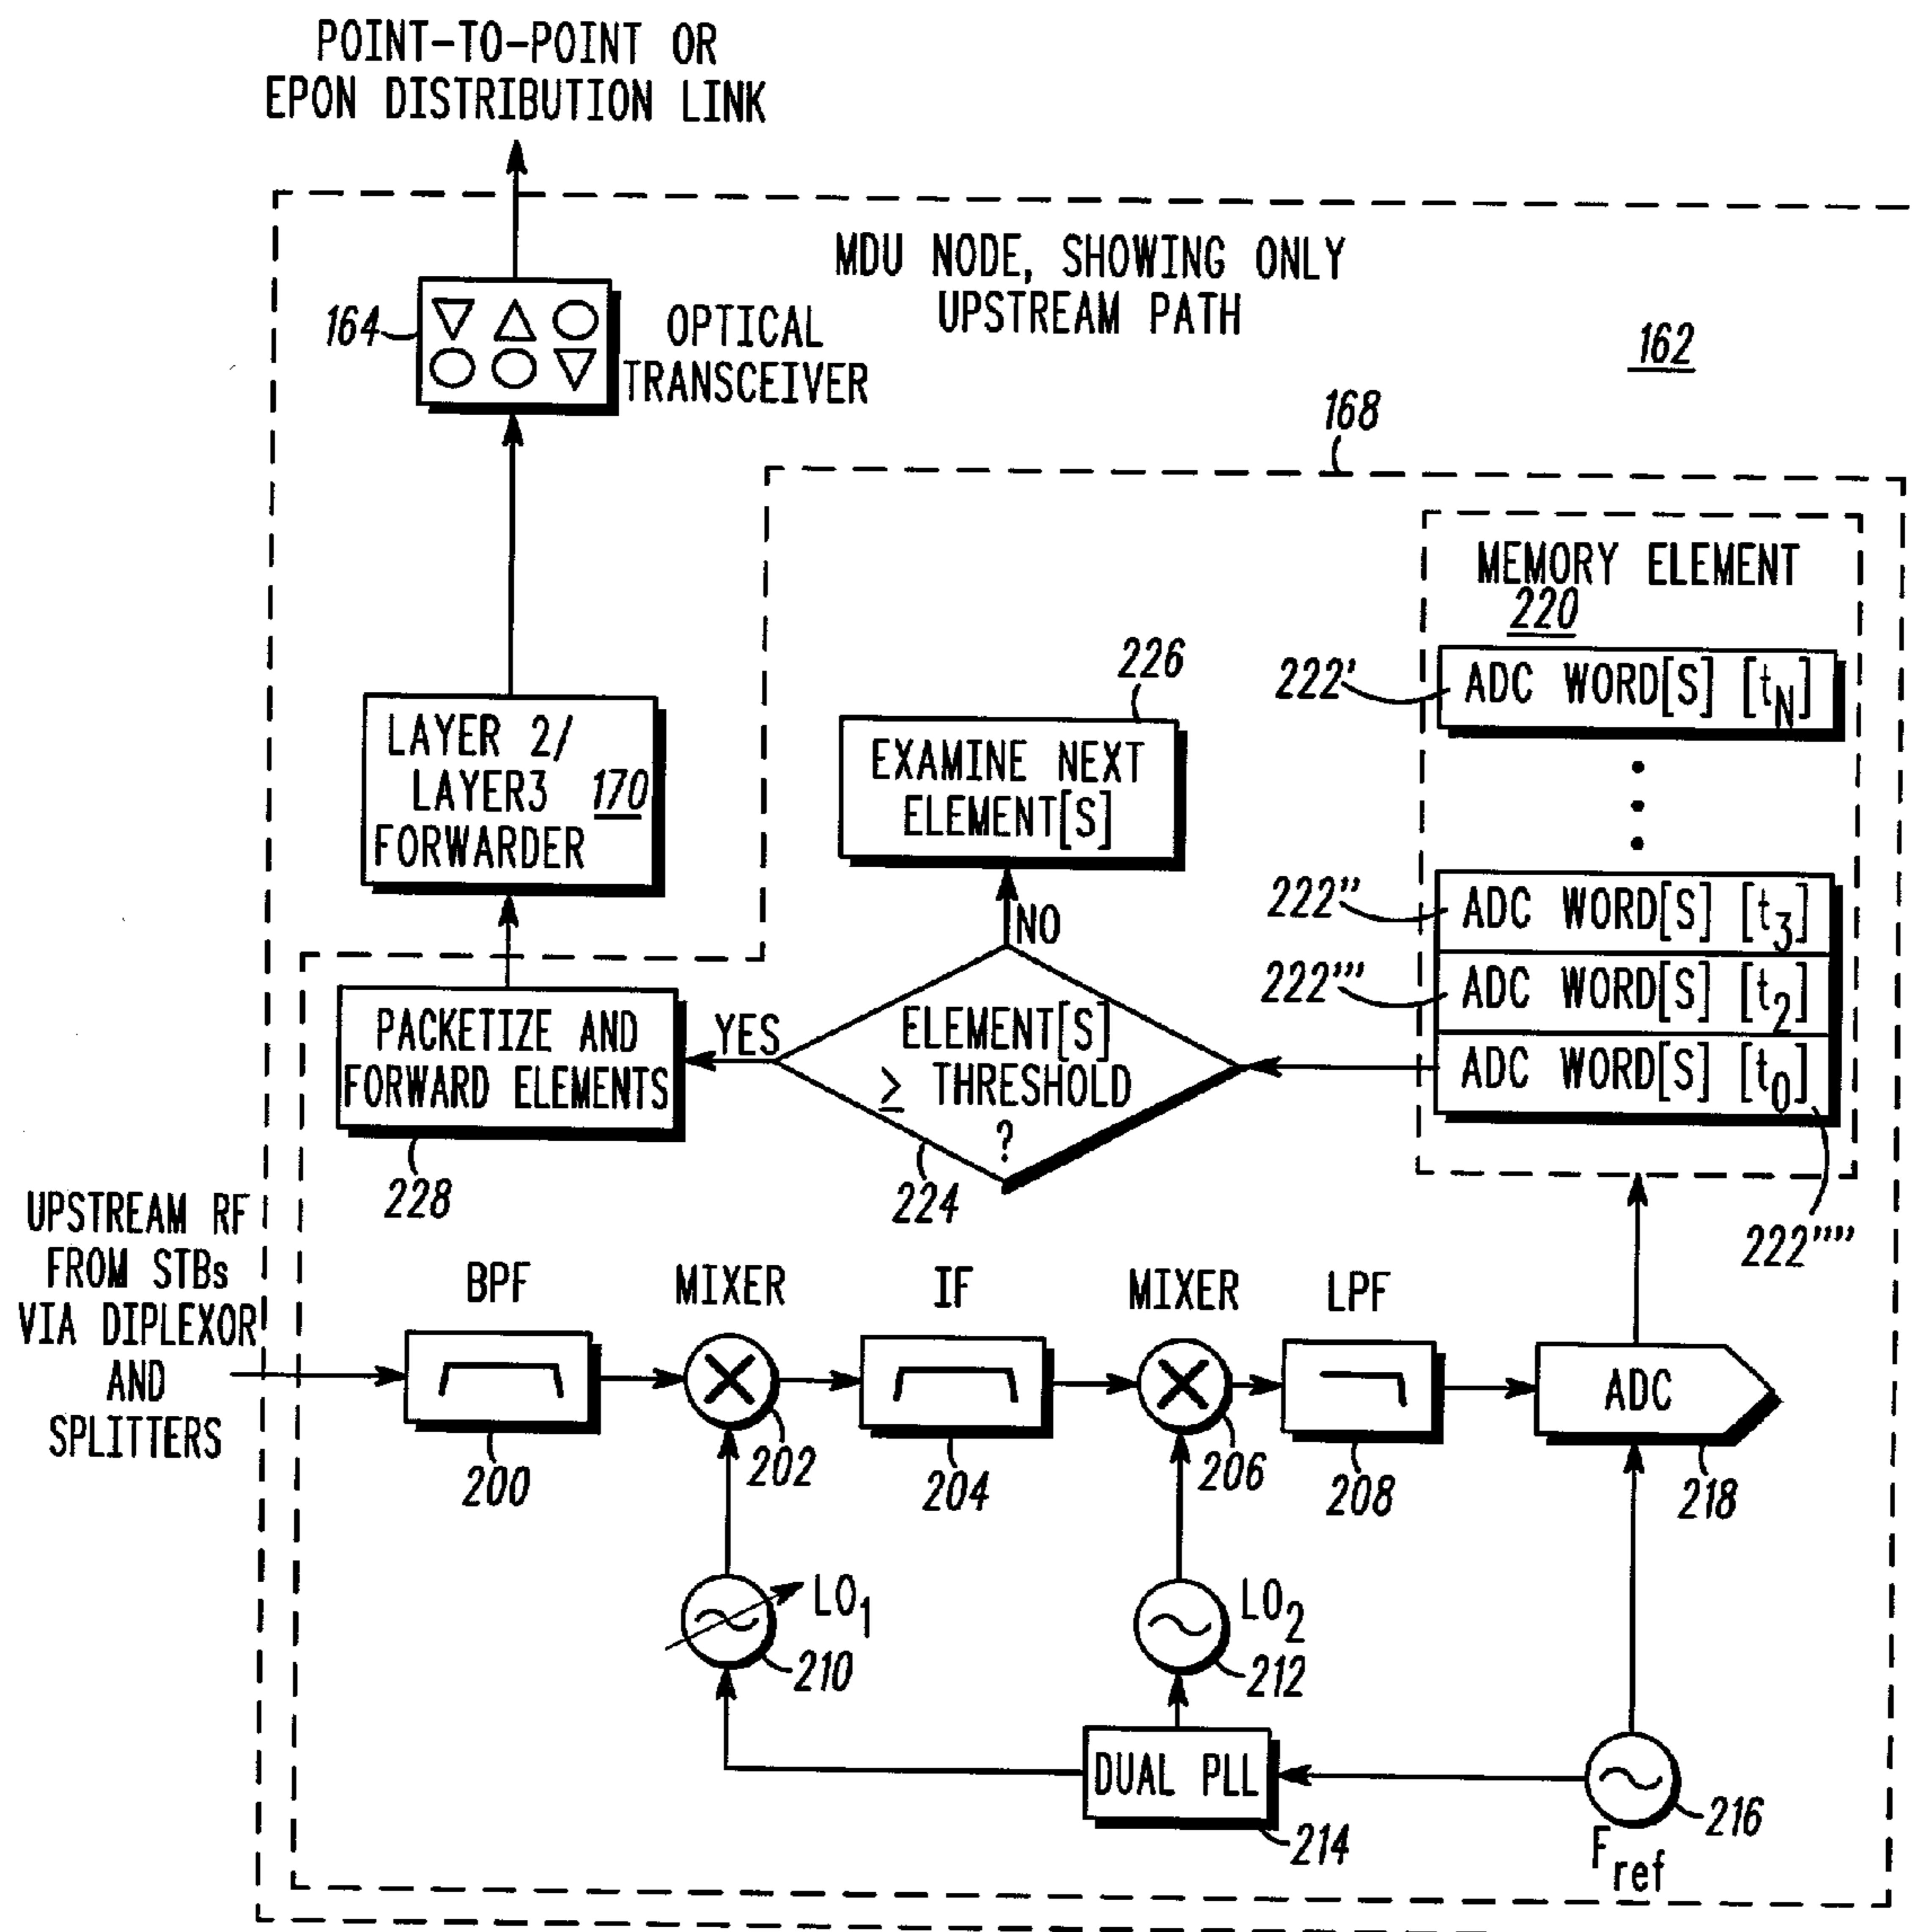 POINT-TO-POINT OR
EPON DISTRIBUTION LINK
MDU NODE, SHOWING ONLY
UPSTREAM PATH
162
164
OPTICAL
TRANSCEIVER
168
MEMORY ELEMENT
220
226
222'
ADC WORD[S] [tN]
LAYER 2/
LAYER3 170
FORWARDER
EXAMINE NEXT
ELEMENT[S]
222"
ADC WORD[S] [t3]
NO
222'"
ADC WORD[S] [t2]
PACKETIZE AND
FORWARD ELEMENTS
YES
ELEMENT[S]
≥ THRESHOLD
?
ADC WORD[S] [t0]
228
224
222""
UPSTREAM RF
FROM STBs
VIA DIPLEXOR
AND
SPLITTERS
BPF
MIXER
IF
MIXER
LPF
ADC
200
202
204
206
208
218
LO1
210
LO2
212
DUAL PLL
214
216
Fref